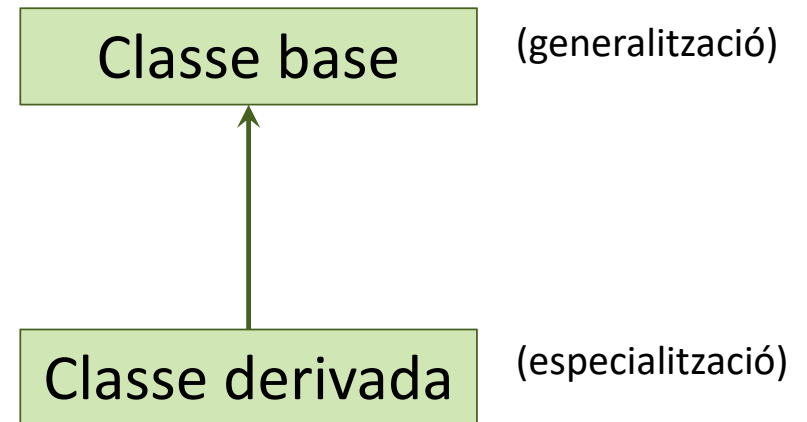 Classe base
(generalització)
Classe derivada
(especialització)